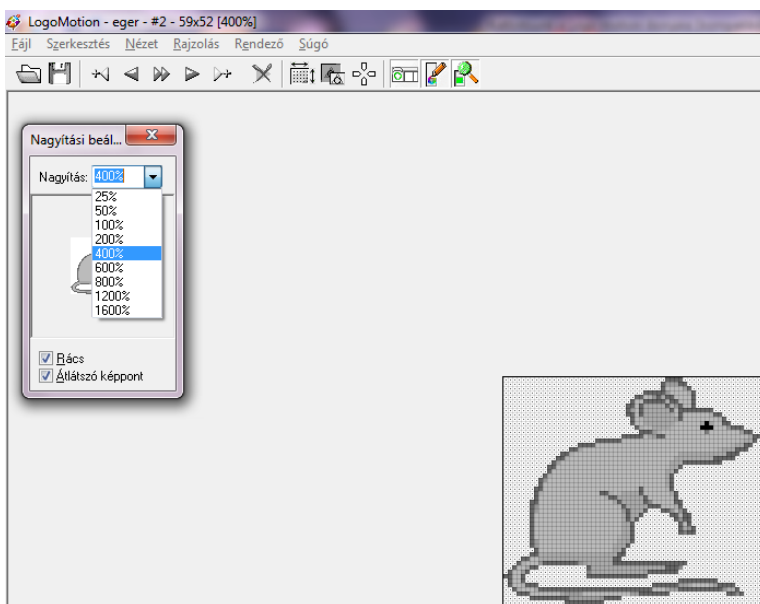 LogoMotion - eger - #2 - 59x52 [400%]
Fájl Szerkesztés Nézet Rajzolás Rendező Súgó
Nagyítási beál...
Nagyítás: 400%
25%
50%
100%
200%
400%
600%
800%
1200%
1600%
Rács
Átlátszó képpont